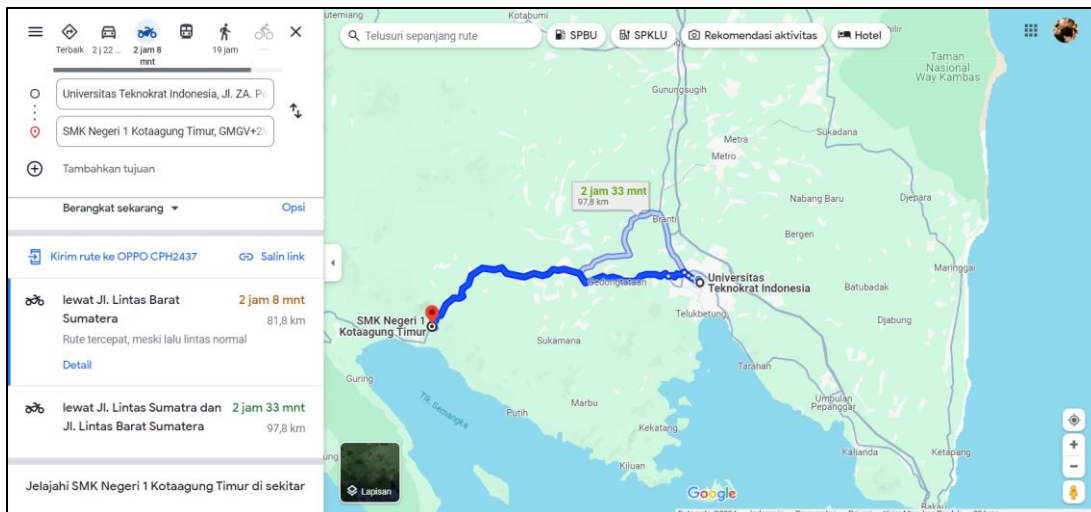 Terbaik
2 j 22 ...
2 jam 8
mnt
19 jam
Universitas Teknokrat Indonesia, Jl. ZA. Pa
SMK Negeri 1 Kotaagung Timur, GMGV+2
Tambahkan tujuan
Berangkat sekarang
Opsi
Kirim rute ke OPPO CPH2437
Salin link
lewat Jl. Lintas Barat
Sumatera
2 jam 8 mnt
81,8 km
Rute tercepat, meski lalu lintas normal
Detail
lewat Jl. Lintas Sumatra dan
Jl. Lintas Barat Sumatera
2 jam 33 mnt
97,8 km
Jelajahi SMK Negeri 1 Kotaagung Timur di sekitar
Telusuri sepanjang rute
SPBU
SPKLU
Rekomendasi aktivitas
Hotel
Kotabumi
Taman
Nasional
Way Kambas
Gunungsugih
Sukadana
Metra
Metro
2 jam 33 mnt
97,8 km
Branti
Nabang Baru
Djepara
Bergen
Maringgai
Gedongtataan
Universitas
Teknokrat Indonesia
Batubadak
SMK Negeri 1
Kotaagung Timur
Telukbetung
Djabung
Sukamana
Tarahan
Guring
Tlk. Semangka
Putih
Marbu
Umbulan
Pepanggar
Kekatang
Kiluan
Kalianda
Ketapang
Bakau
Lapisan
Google